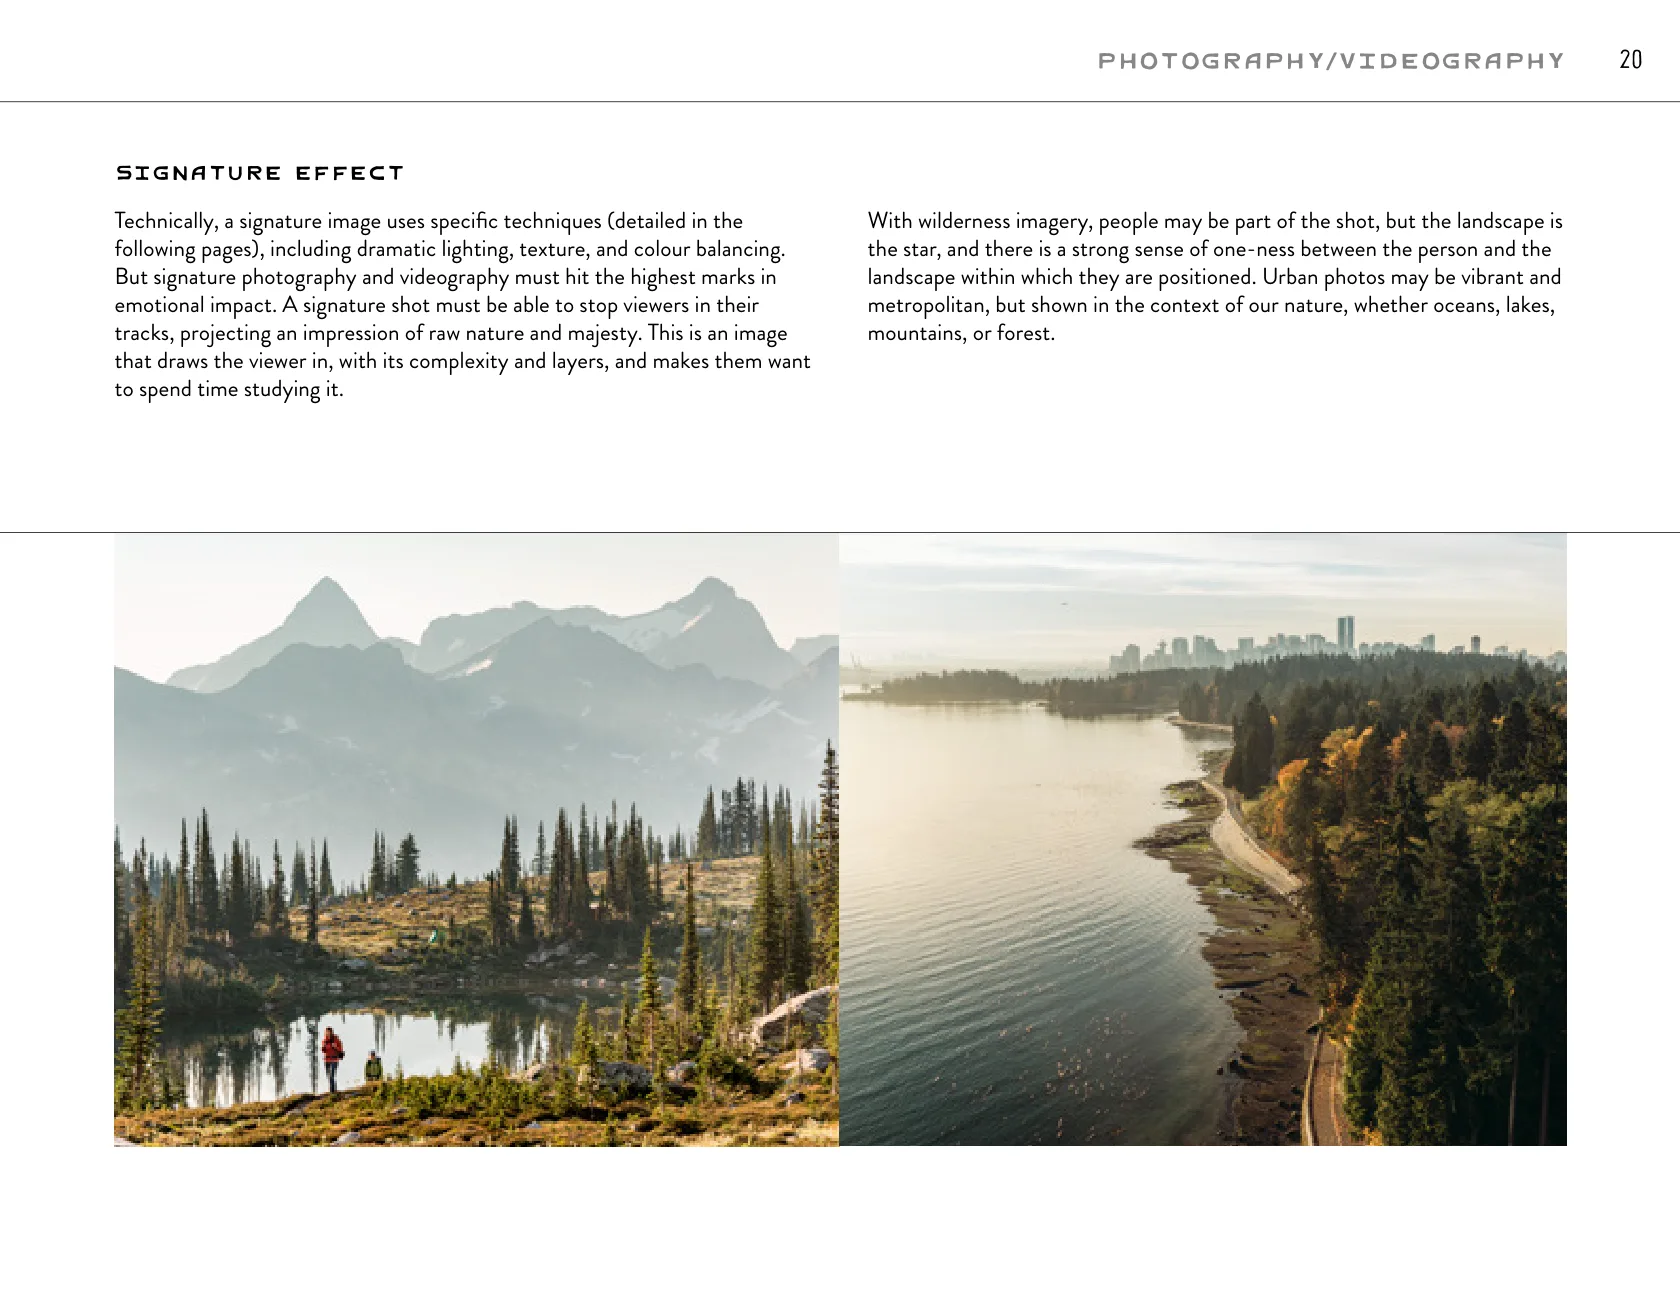 PHOTOGRAPHY/VIDEOGRAPHY 20
SIGNATURE EFFECT
Technically, a signature image uses specific techniques (detailed in the
following pages), including dramatic lighting, texture, and colour balancing.
But signature photography and videography must hit the highest marks in
emotional impact. A signature shot must be able to stop viewers in their
tracks, projecting an impression of raw nature and majesty. This is an image
that draws the viewer in, with its complexity and layers, and makes them want
to spend time studying it.
With wilderness imagery, people may be part of the shot, but the landscape is
the star, and there is a strong sense of one-ness between the person and the
landscape within which they are positioned. Urban photos may be vibrant and
metropolitan, but shown in the context of our nature, whether oceans, lakes,
mountains, or forest.